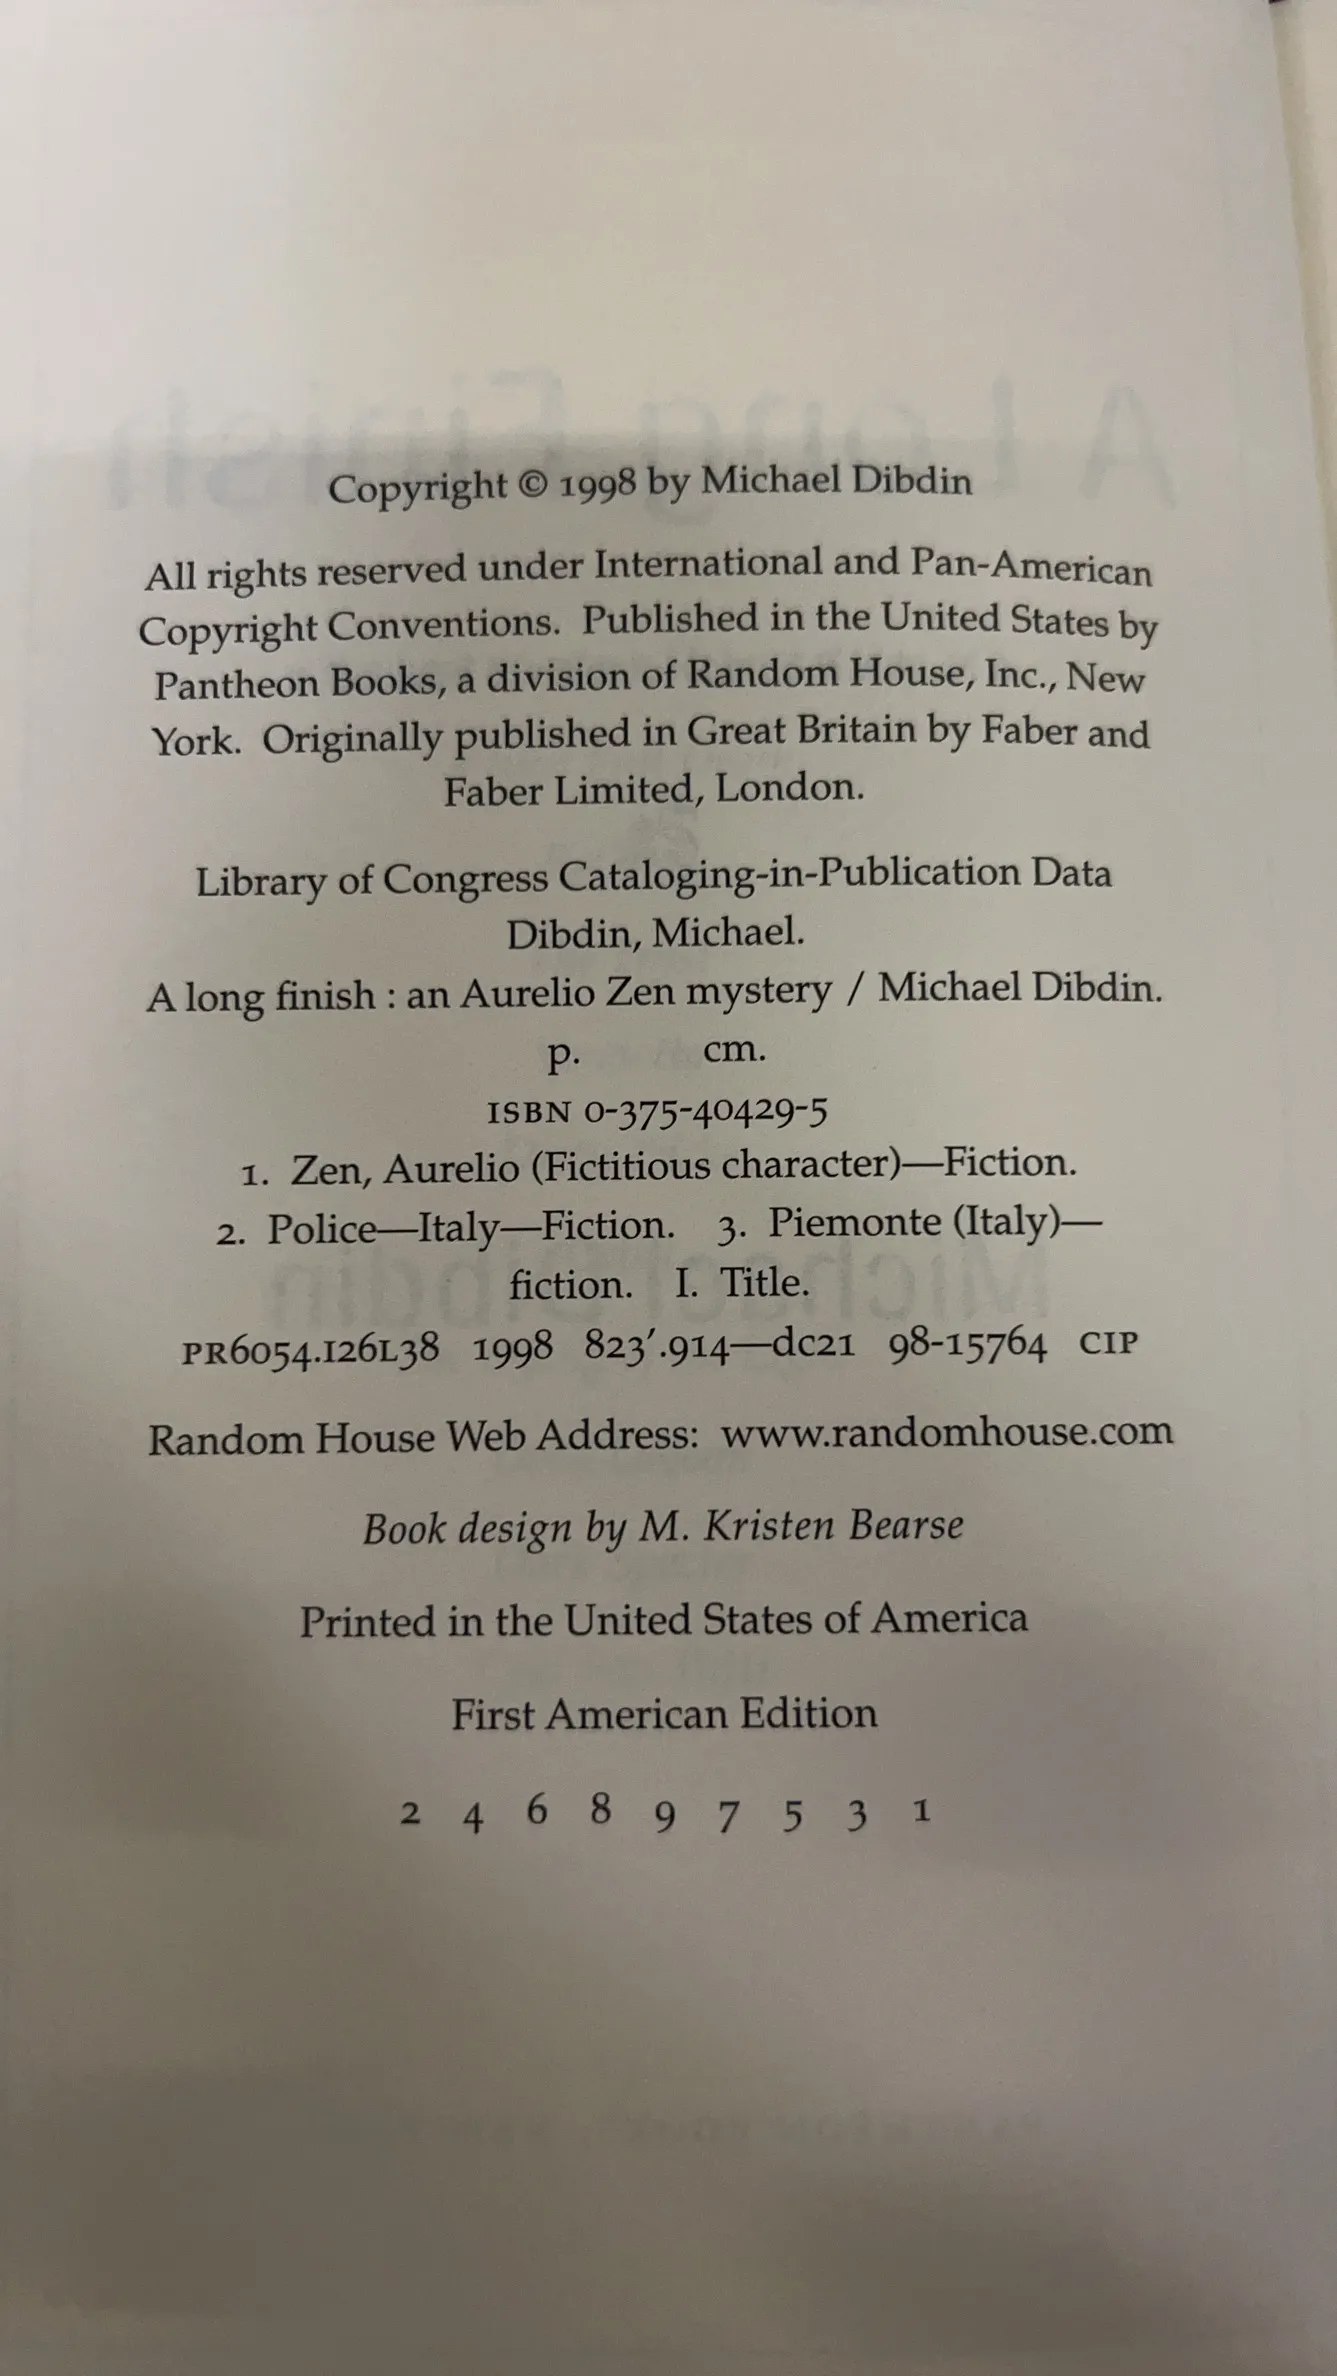 Copyright © 1998 by Michael Dibdin
All rights reserved under International and Pan-American
Copyright Conventions. Published in the United States by
Pantheon Books, a division of Random House, Inc., New
York. Originally published in Great Britain by Faber and
Faber Limited, London.
Library of Congress Cataloging-in-Publication Data
Dibdin, Michael.
A long finish : an Aurelio Zen mystery / Michael Dibdin.
p. cm.
ISBN 0-375-40429-5
1. Zen, Aurelio (Fictitious character)—Fiction.
2. Police—Italy—Fiction. 3. Piemonte (Italy)—
fiction. I. Title.
PR6054.I26L38 1998 823′.914—dc21 98-15764 CIP
Random House Web Address: www.randomhouse.com
Book design by M. Kristen Bearse
Printed in the United States of America
First American Edition
2 4 6 8 9 7 5 3 1